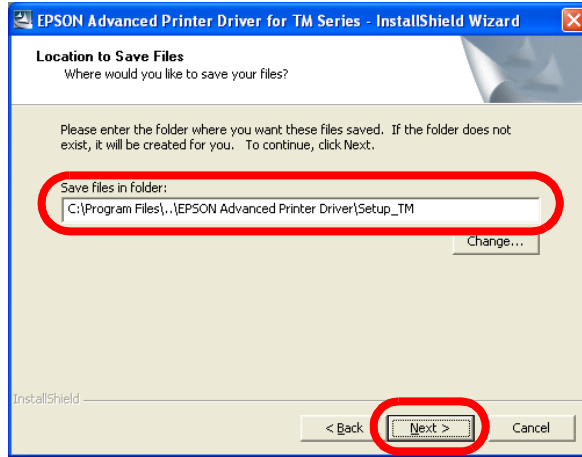 EPSON Advanced Printer Driver for TM Series - InstallShield Wizard
Location to Save Files
Where would you like to save your files?
Please enter the folder where you want these files saved. If the folder does not
exist, it will be created for you. To continue, click Next.
Save files in folder:
C:\Program Files\..\EPSON Advanced Printer Driver\Setup_TM
Change...
InstallShield
< Back Next > Cancel